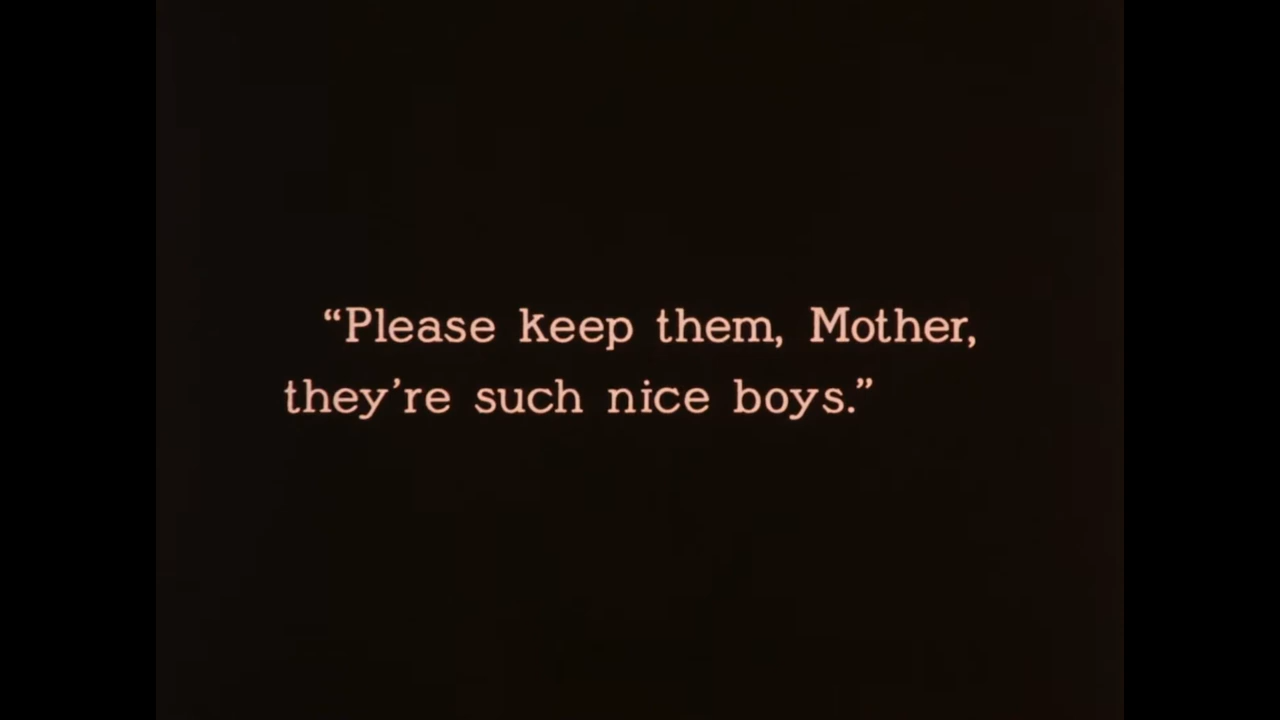 “Please keep them, Mother,
they’re such nice boys.”